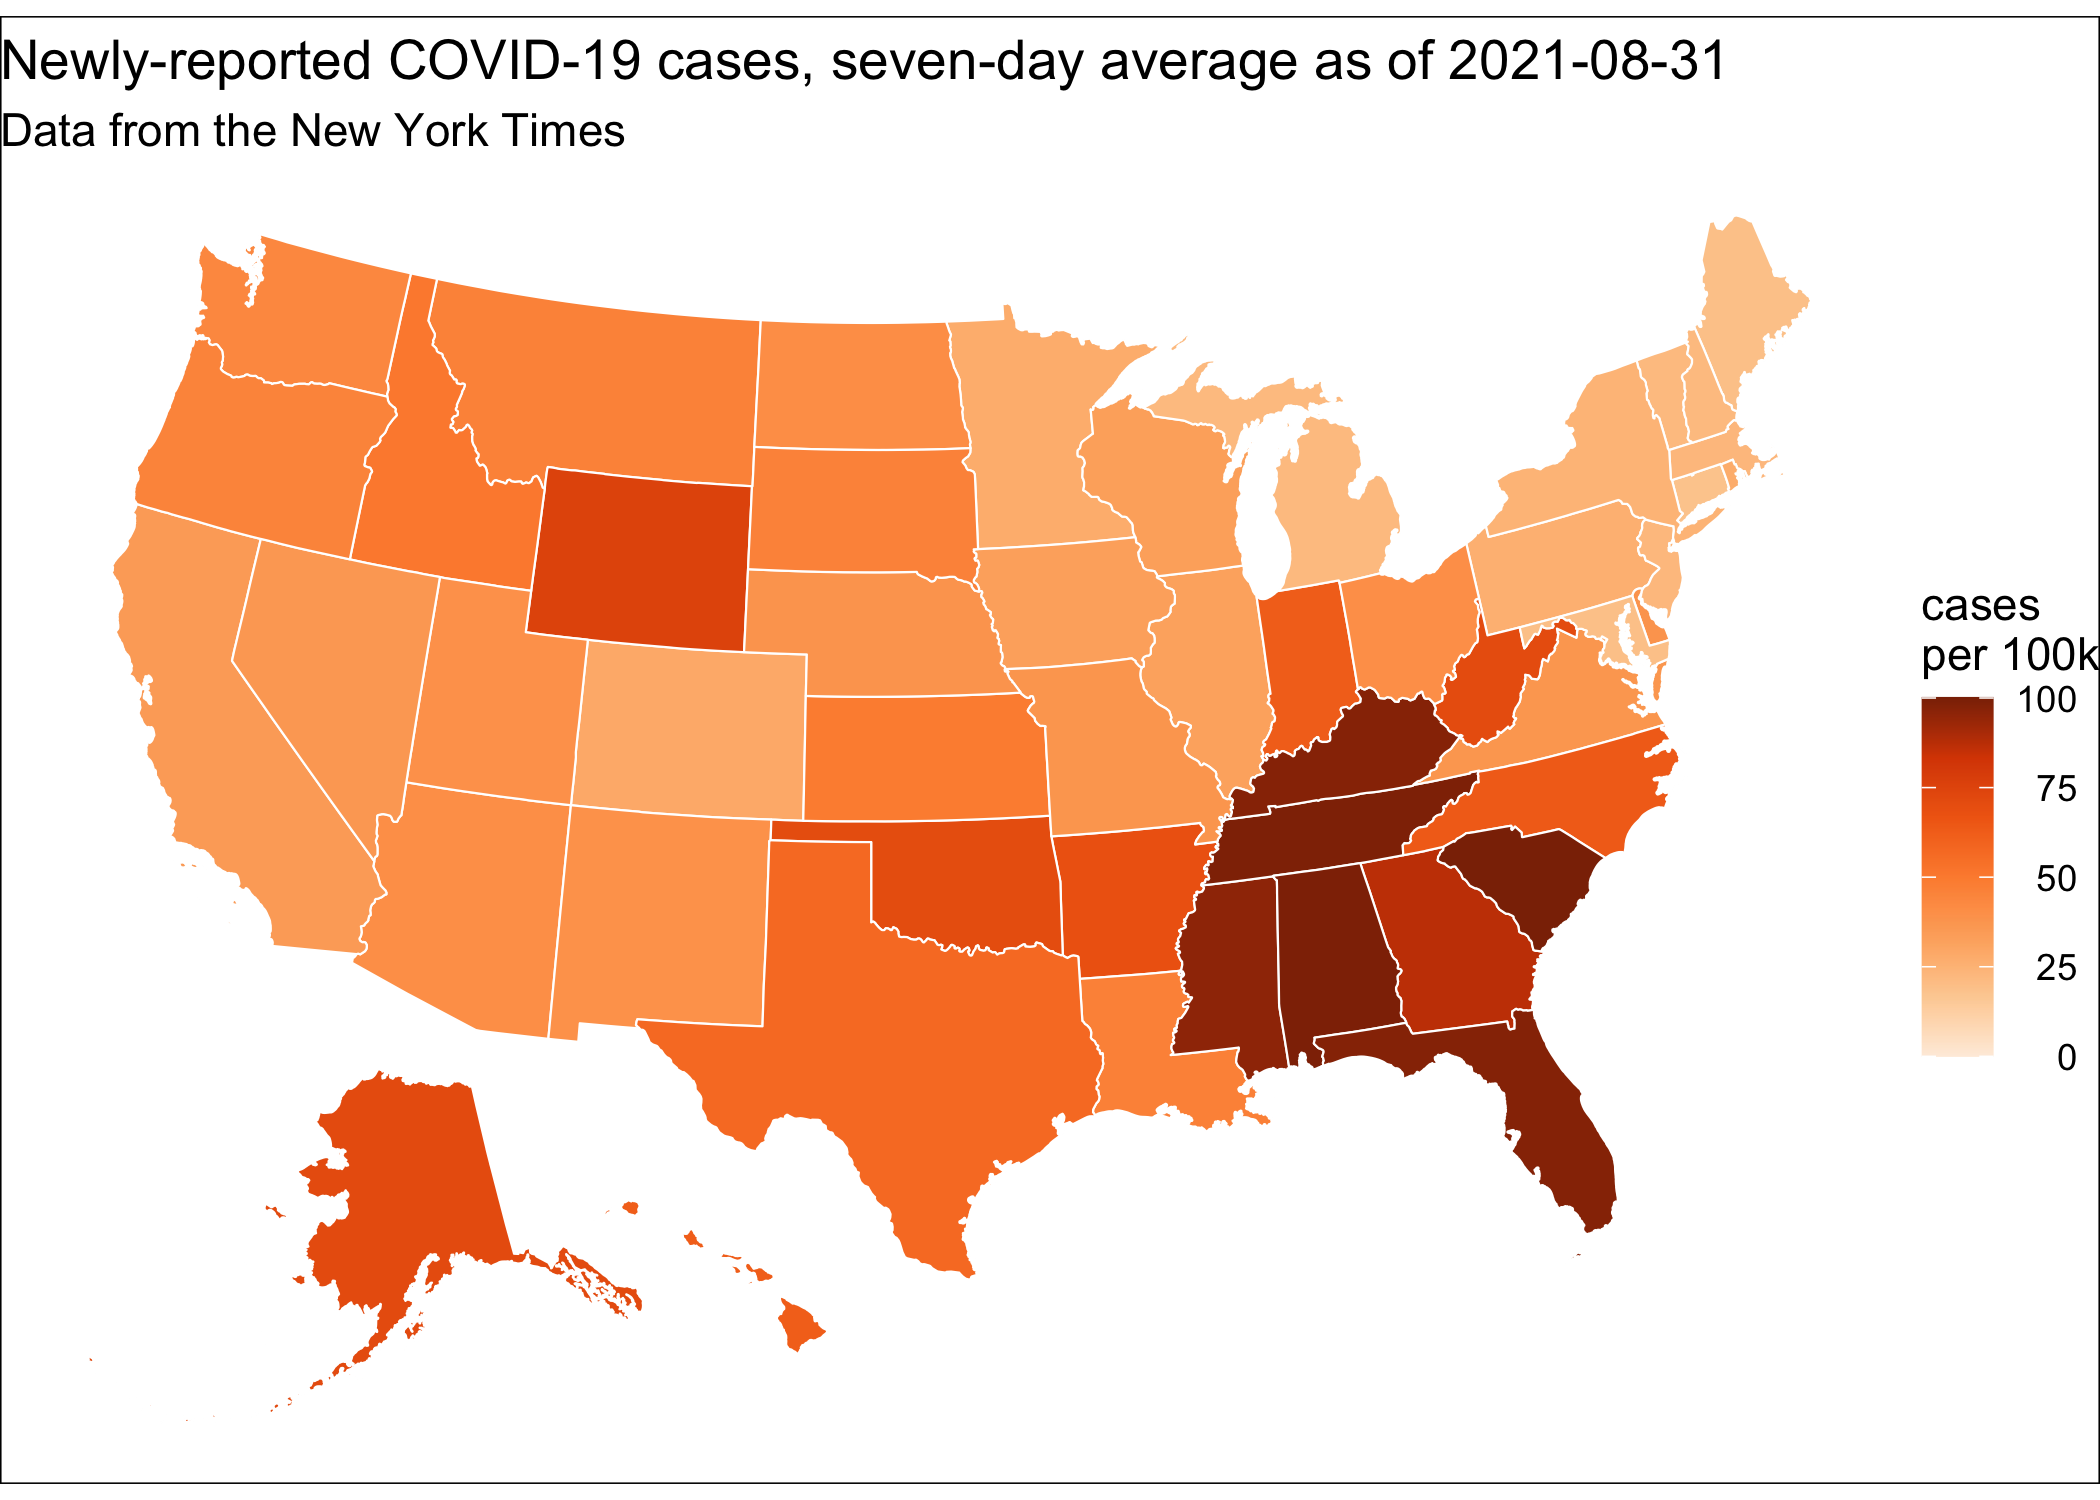 Newly-reported COVID-19 cases, seven-day average as of 2021-08-31
Data from the New York Times
cases
per 100k
100
75
50
25
0